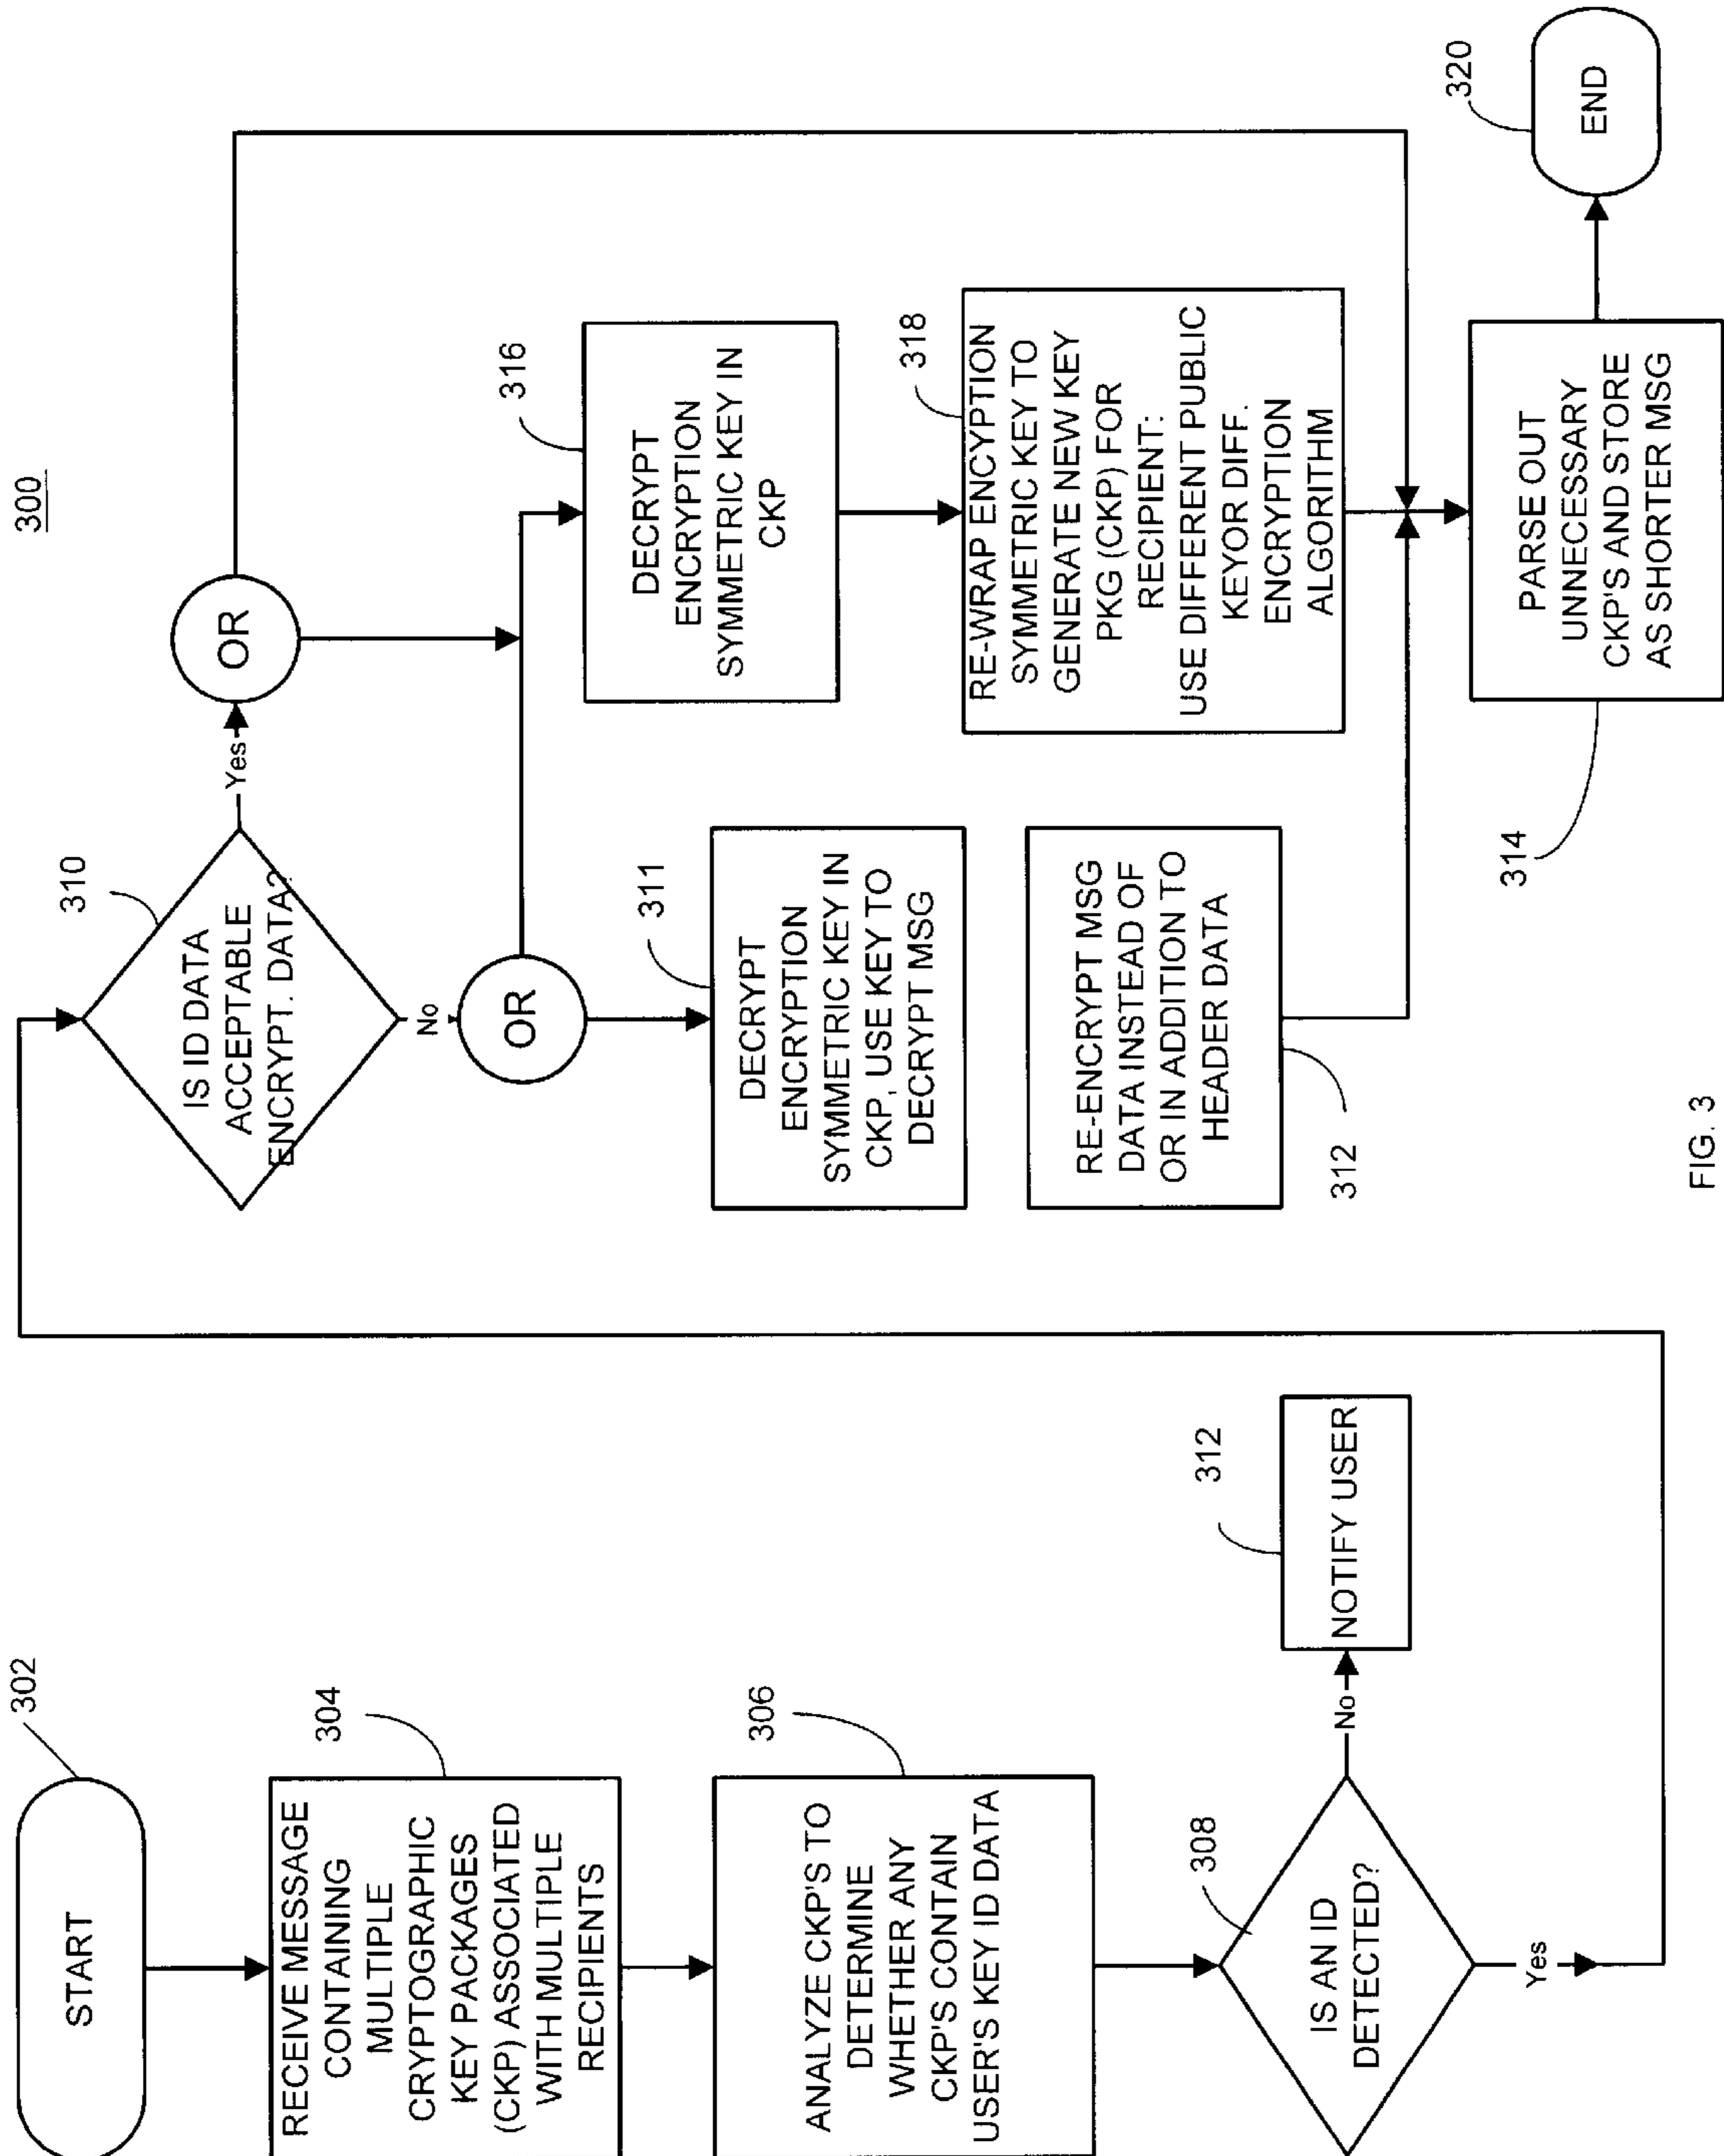 300
302
START
304
RECEIVE MESSAGE
CONTAINING
MULTIPLE
CRYPTOGRAPHIC
KEY PACKAGES
(CKP) ASSOCIATED
WITH MULTIPLE
RECIPIENTS
306
ANALYZE CKP'S TO
DETERMINE
WHETHER ANY
CKP'S CONTAIN
USER'S KEY ID DATA
308
IS AN ID
DETECTED?
No
312
NOTIFY USER
Yes
310
IS ID DATA
ACCEPTABLE
ENCRYPT. DATA?
Yes
OR
No
OR
311
DECRYPT
ENCRYPTION
SYMMETRIC KEY IN
CKP, USE KEY TO
DECRYPT MSG
316
DECRYPT
ENCRYPTION
SYMMETRIC KEY IN
CKP
RE-ENCRYPT MSG
DATA INSTEAD OF
OR IN ADDITION TO
HEADER DATA
312
318
RE-WRAP ENCYPTION
SYMMETRIC KEY TO
GENERATE NEW KEY
PKG (CKP) FOR
RECIPIENT:
USE DIFFERENT PUBLIC
KEYOR DIFF.
ENCRYPTION
ALGORITHM
314
PARSE OUT
UNNECESSARY
CKP'S AND STORE
AS SHORTER MSG
320
END
FIG. 3